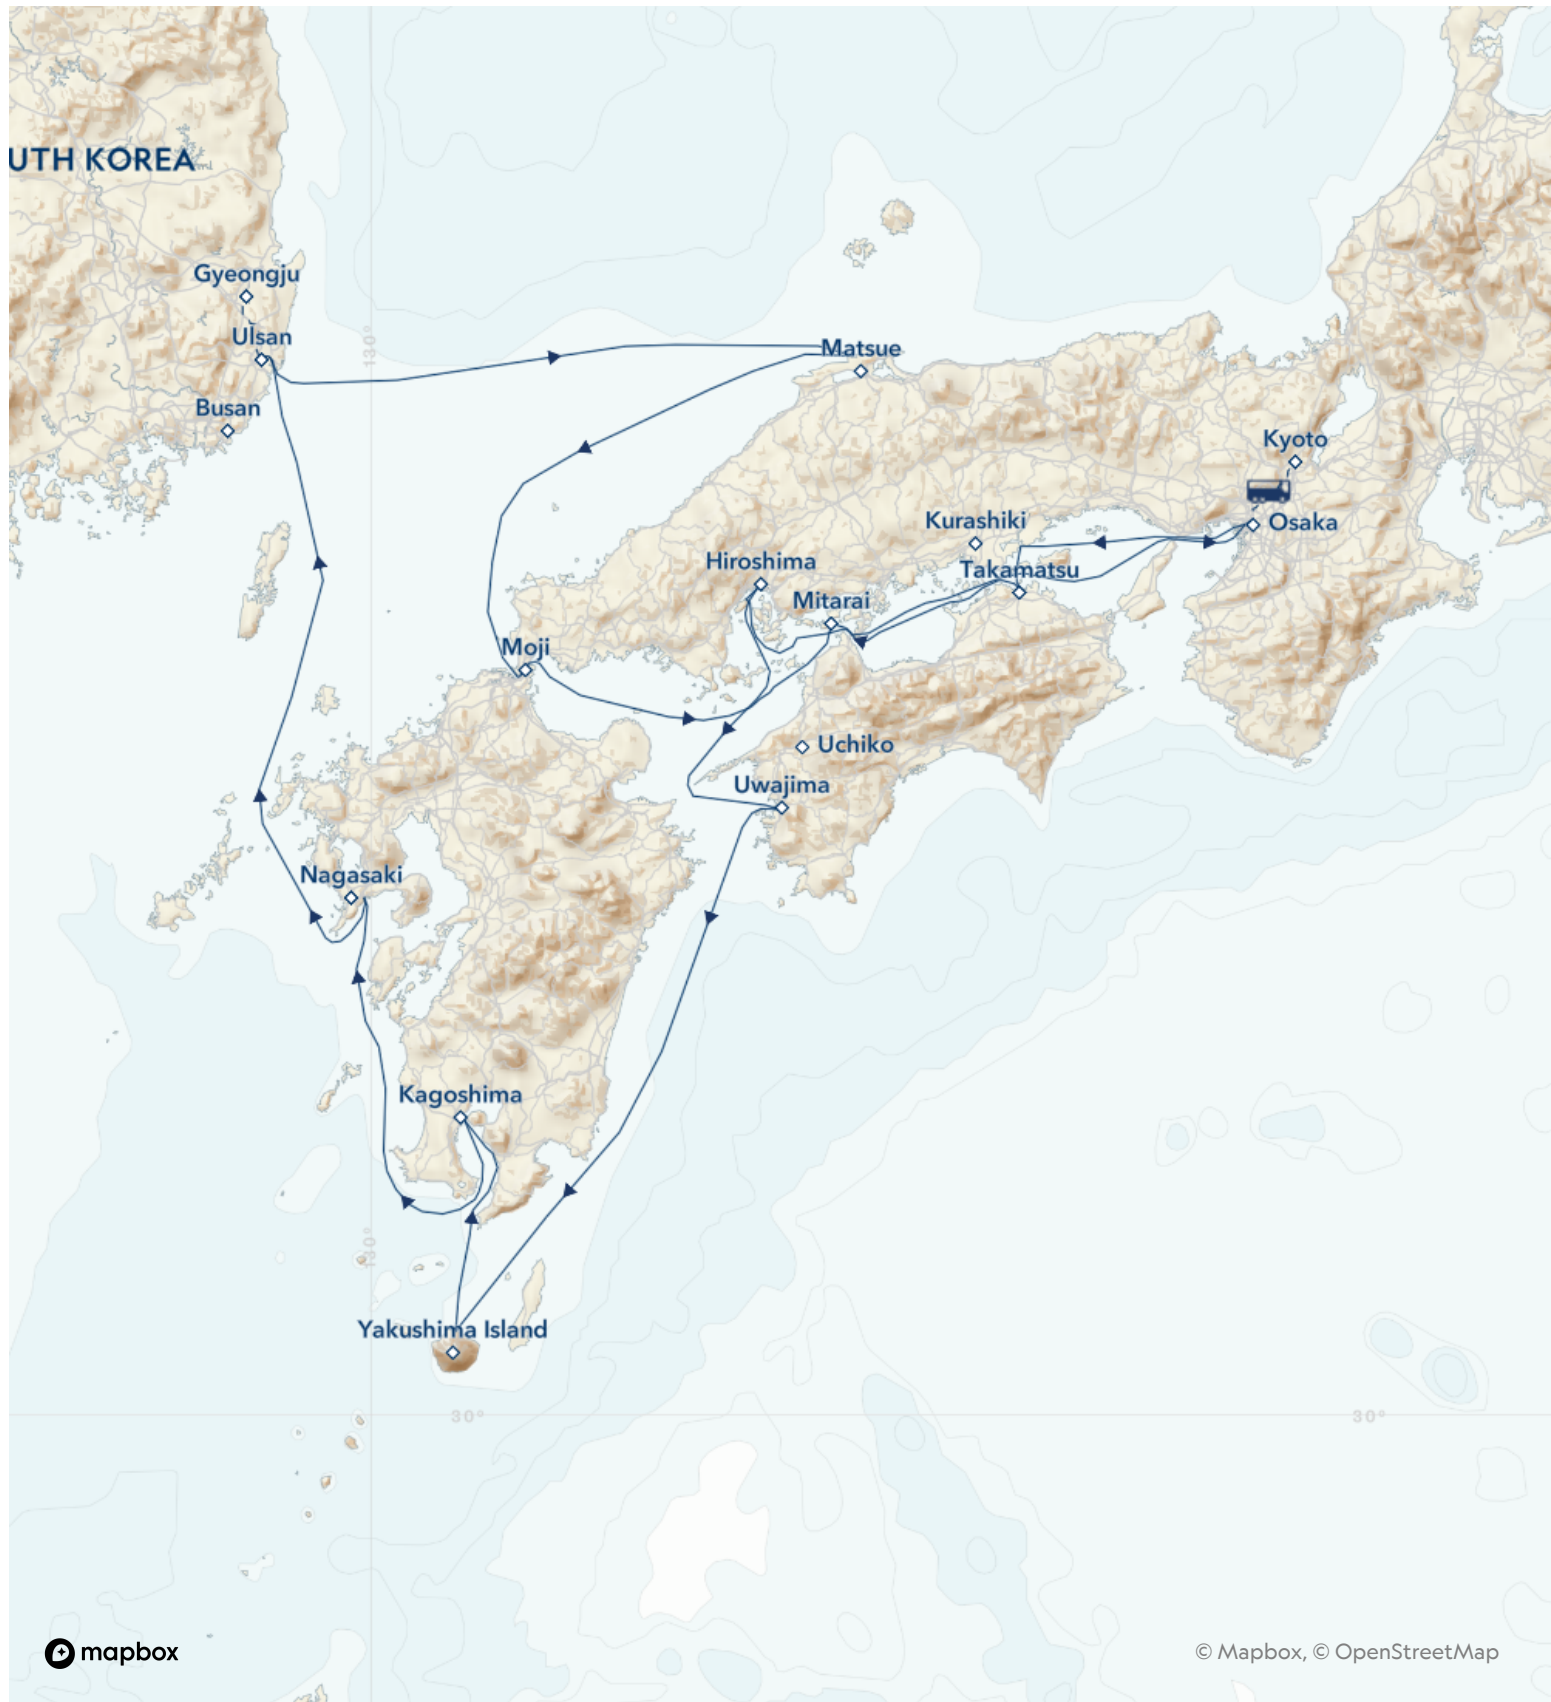 UTH KOREA
Gyeongju
Ulsan
130°
Matsue
Busan
Kyoto
Osaka
Kurashiki
Hiroshima
Takamatsu
Mitarai
Moji
Uchiko
Uwajima
Nagasaki
Kagoshima
130°
Yakushima Island
30°
30°
mapbox
© Mapbox, © OpenStreetMap